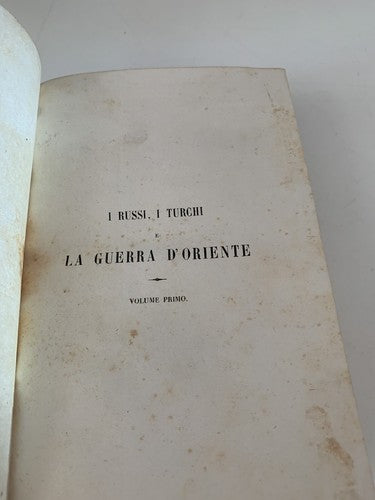 I RUSSI, I TURCHI
E
LA GUERRA D'ORIENTE
VOLUME PRIMO.